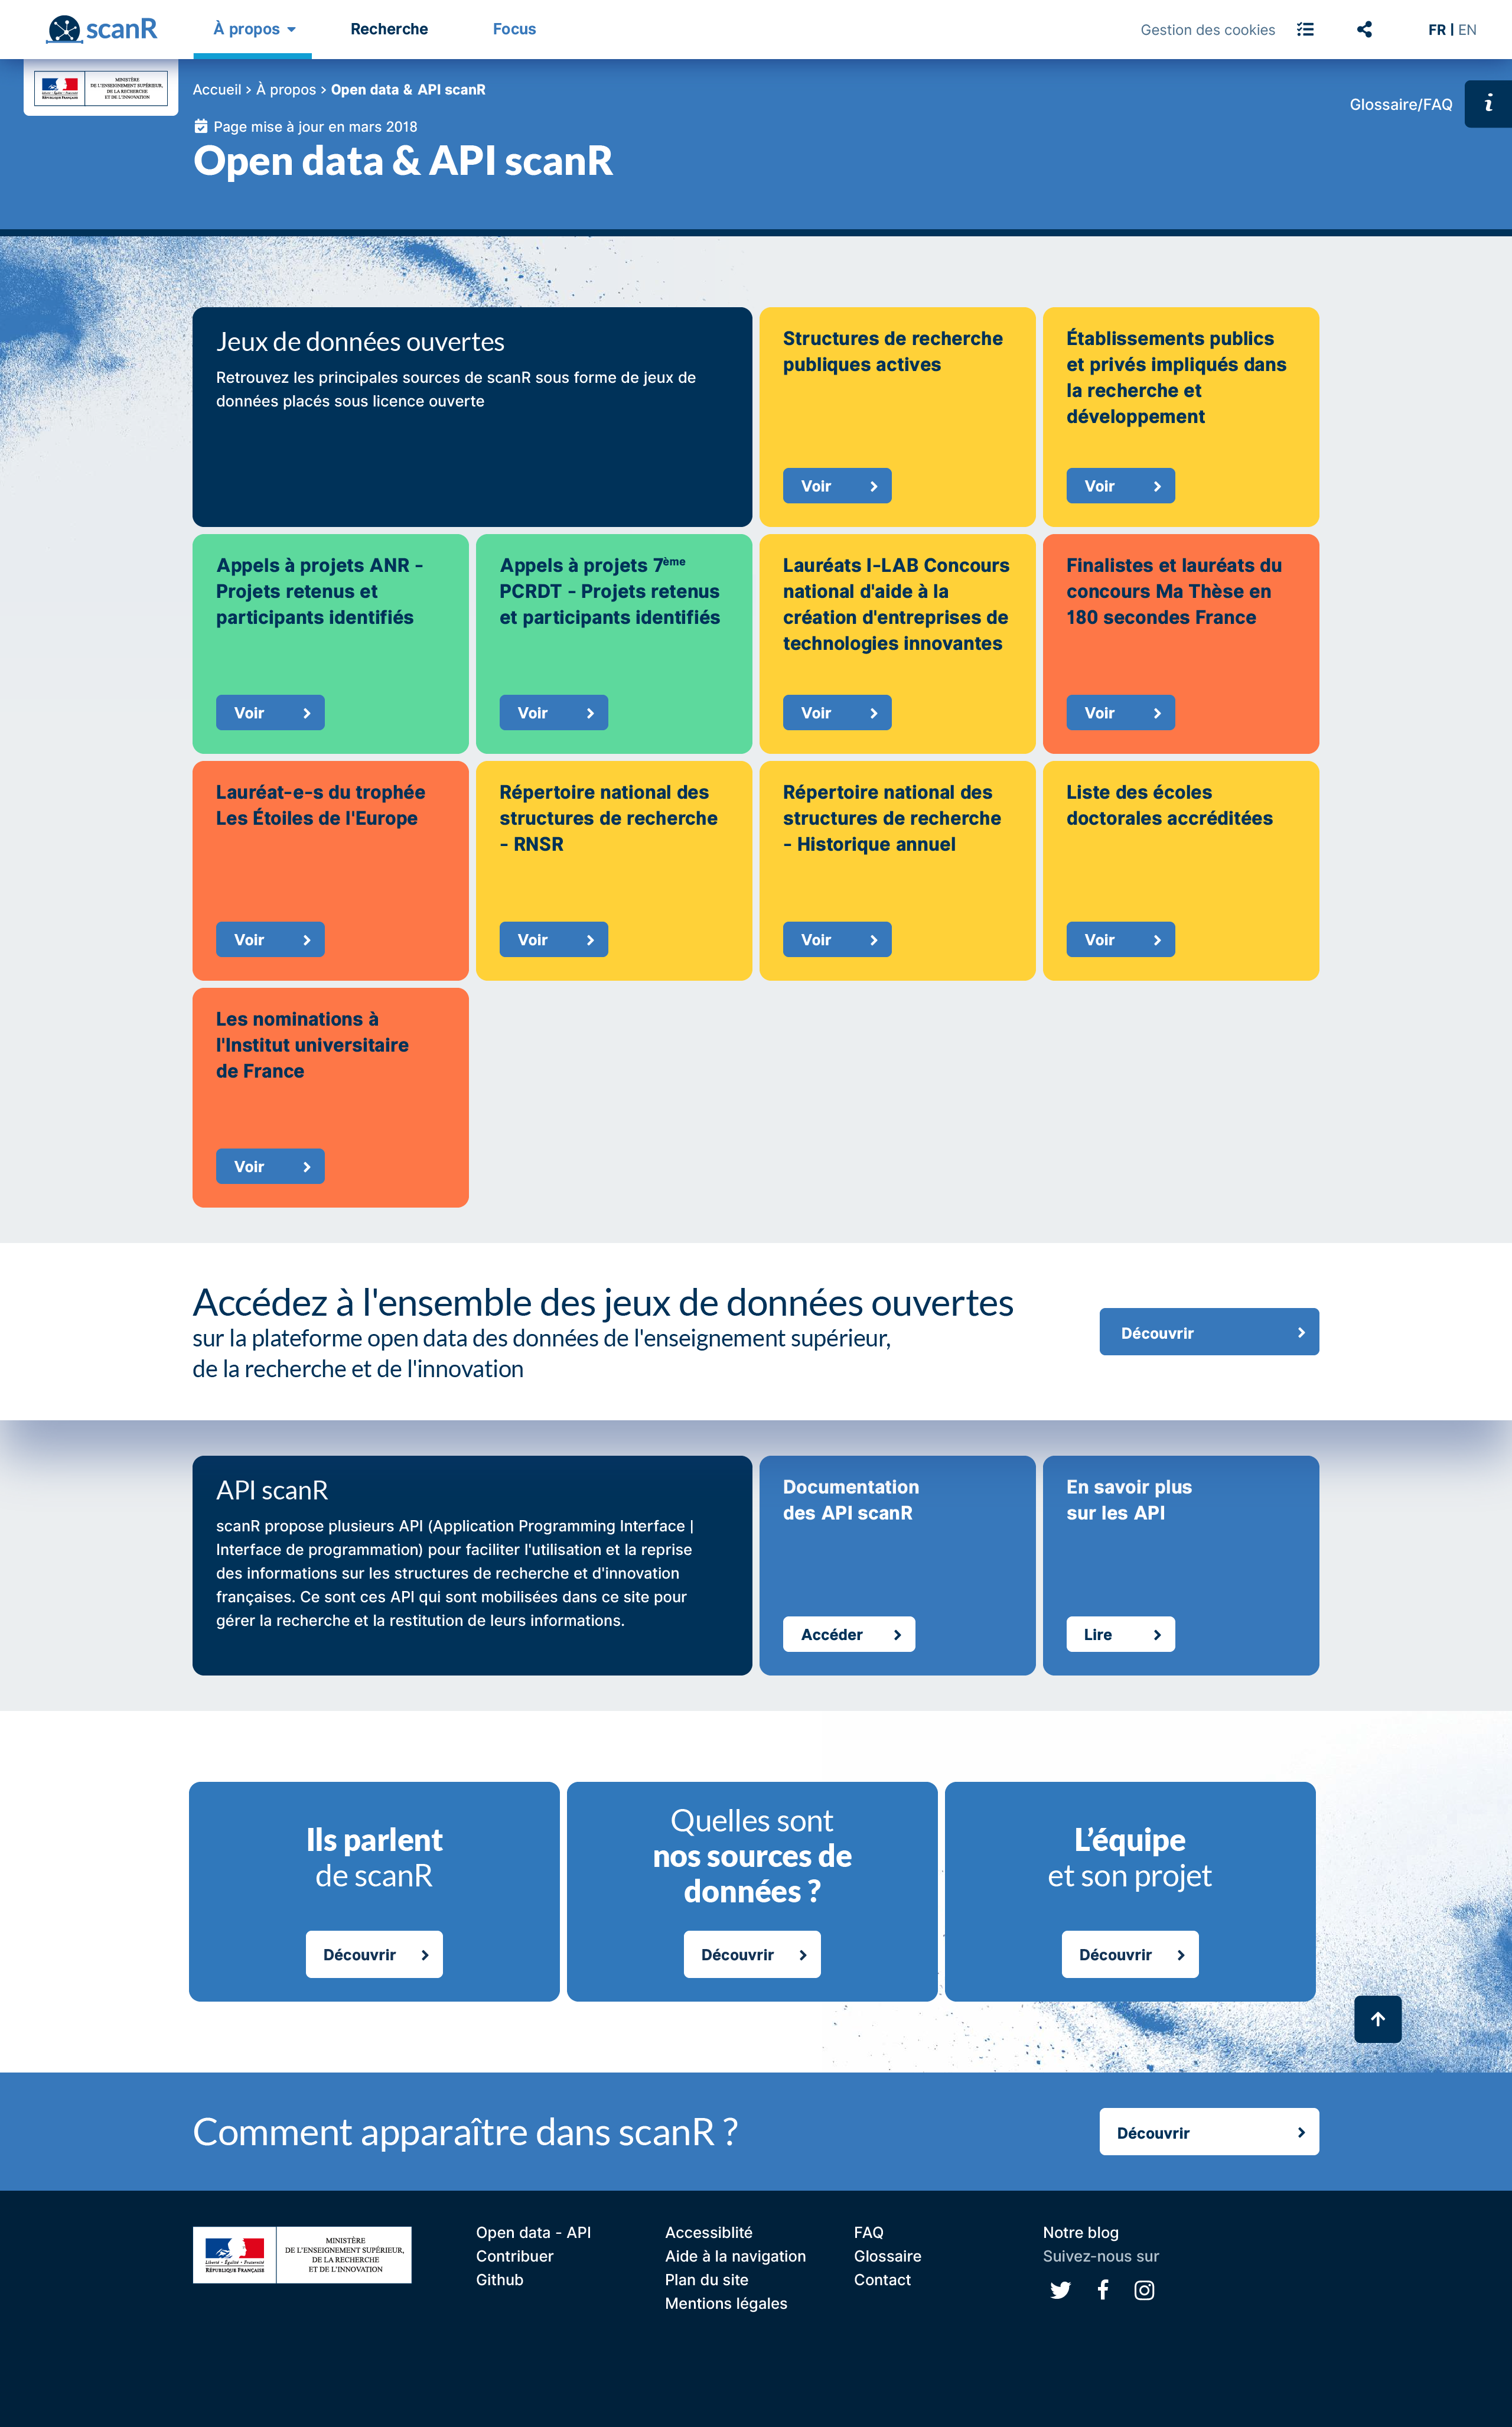 scanR
À propos
Recherche
Focus
Gestion des cookies
FR | EN
MINISTÈRE
DE L'ENSEIGNEMENT SUPÉRIEUR,
DE LA RECHERCHE
ET DE L'INNOVATION
Accueil › À propos › Open data & API scanR
Glossaire/FAQ
Page mise à jour en mars 2018
Open data & API scanR
Jeux de données ouvertes
Retrouvez les principales sources de scanR sous forme de jeux de
données placés sous licence ouverte
Structures de recherche
publiques actives
Voir
Établissements publics
et privés impliqués dans
la recherche et
développement
Voir
Appels à projets ANR -
Projets retenus et
participants identifiés
Voir
Appels à projets 7ème
PCRDT - Projets retenus
et participants identifiés
Voir
Lauréats I-LAB Concours
national d'aide à la
création d'entreprises de
technologies innovantes
Voir
Finalistes et lauréats du
concours Ma Thèse en
180 secondes France
Voir
Lauréat-e-s du trophée
Les Étoiles de l'Europe
Voir
Répertoire national des
structures de recherche
- RNSR
Voir
Répertoire national des
structures de recherche
- Historique annuel
Voir
Liste des écoles
doctorales accréditées
Voir
Les nominations à
l'Institut universitaire
de France
Voir
Accédez à l'ensemble des jeux de données ouvertes
sur la plateforme open data des données de l'enseignement supérieur,
de la recherche et de l'innovation
Découvrir
API scanR
scanR propose plusieurs API (Application Programming Interface |
Interface de programmation) pour faciliter l'utilisation et la reprise
des informations sur les structures de recherche et d'innovation
françaises. Ce sont ces API qui sont mobilisées dans ce site pour
gérer la recherche et la restitution de leurs informations.
Documentation
des API scanR
Accéder
En savoir plus
sur les API
Lire
Ils parlent
de scanR
Découvrir
Quelles sont
nos sources de
données ?
Découvrir
L’équipe
et son projet
Découvrir
Comment apparaître dans scanR ?
Découvrir
Liberté • Égalité • Fraternité
RÉPUBLIQUE FRANÇAISE
MINISTÈRE
DE L'ENSEIGNEMENT SUPÉRIEUR,
DE LA RECHERCHE
ET DE L'INNOVATION
Open data - API
Contribuer
Github
Accessiblité
Aide à la navigation
Plan du site
Mentions légales
FAQ
Glossaire
Contact
Notre blog
Suivez-nous sur